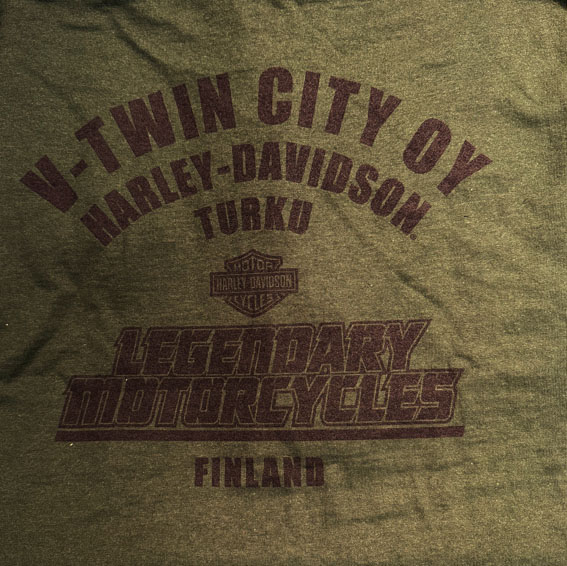 V-TWIN CITY OY
HARLEY-DAVIDSON
TURKU
MOTOR
HARLEY-DAVIDSON
CYCLES
LEGENDARY
MOTORCYCLES
FINLAND